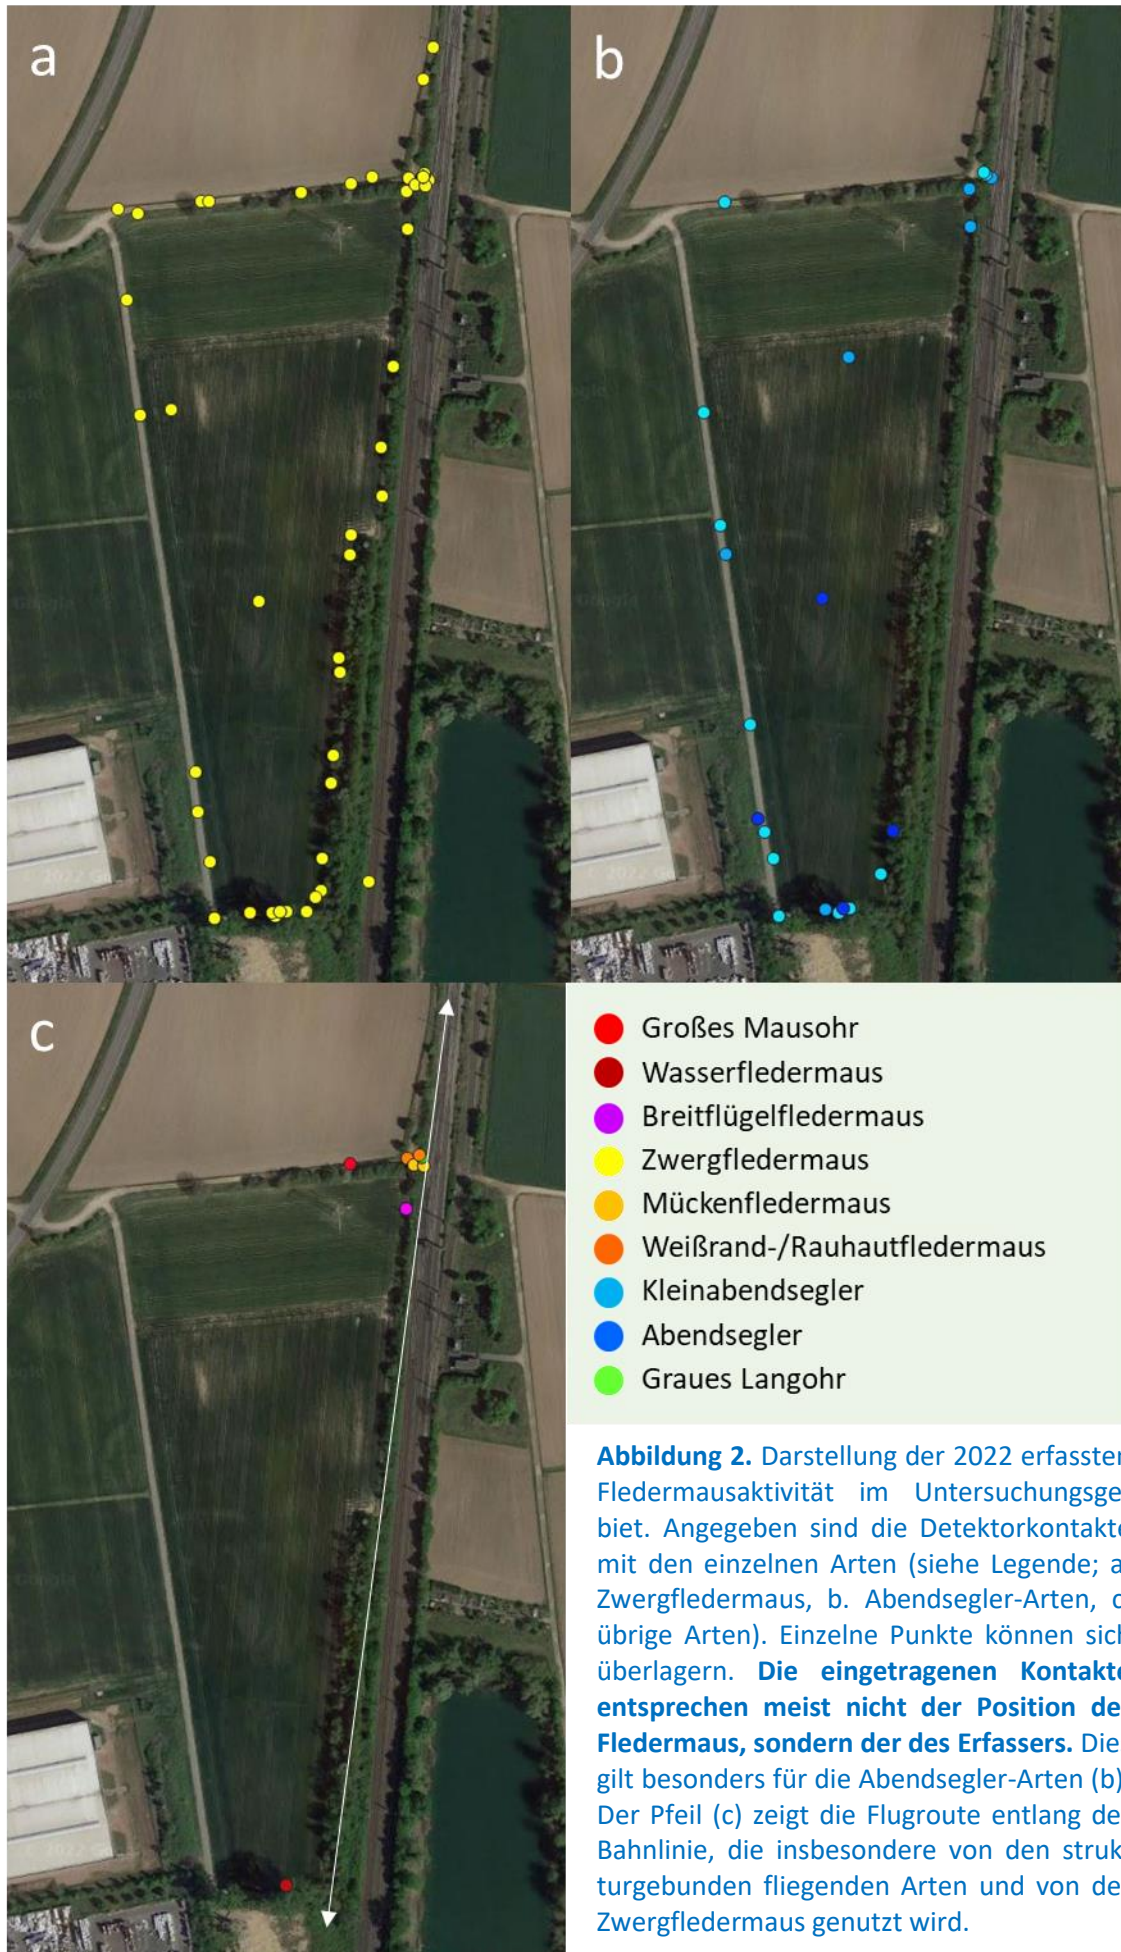 a
b
c
Großes Mausohr
Wasserfledermaus
Breitflügelfledermaus
Zwergfledermaus
Mückenfledermaus
Weißrand-/Rauhautfledermaus
Kleinabendsegler
Abendsegler
Graues Langohr
Abbildung 2. Darstellung der 2022 erfasster
Fledermausaktivität im Untersuchungsge
biet. Angegeben sind die Detektorkontakte
mit den einzelnen Arten (siehe Legende; a
Zwergfledermaus, b. Abendsegler-Arten, c
übrige Arten). Einzelne Punkte können sich
überlagern. Die eingetragenen Kontakte
entsprechen meist nicht der Position de
Fledermaus, sondern der des Erfassers. Die
gilt besonders für die Abendsegler-Arten (b)
Der Pfeil (c) zeigt die Flugroute entlang de
Bahnlinie, die insbesondere von den struk
turgebunden fliegenden Arten und von de
Zwergfledermaus genutzt wird.